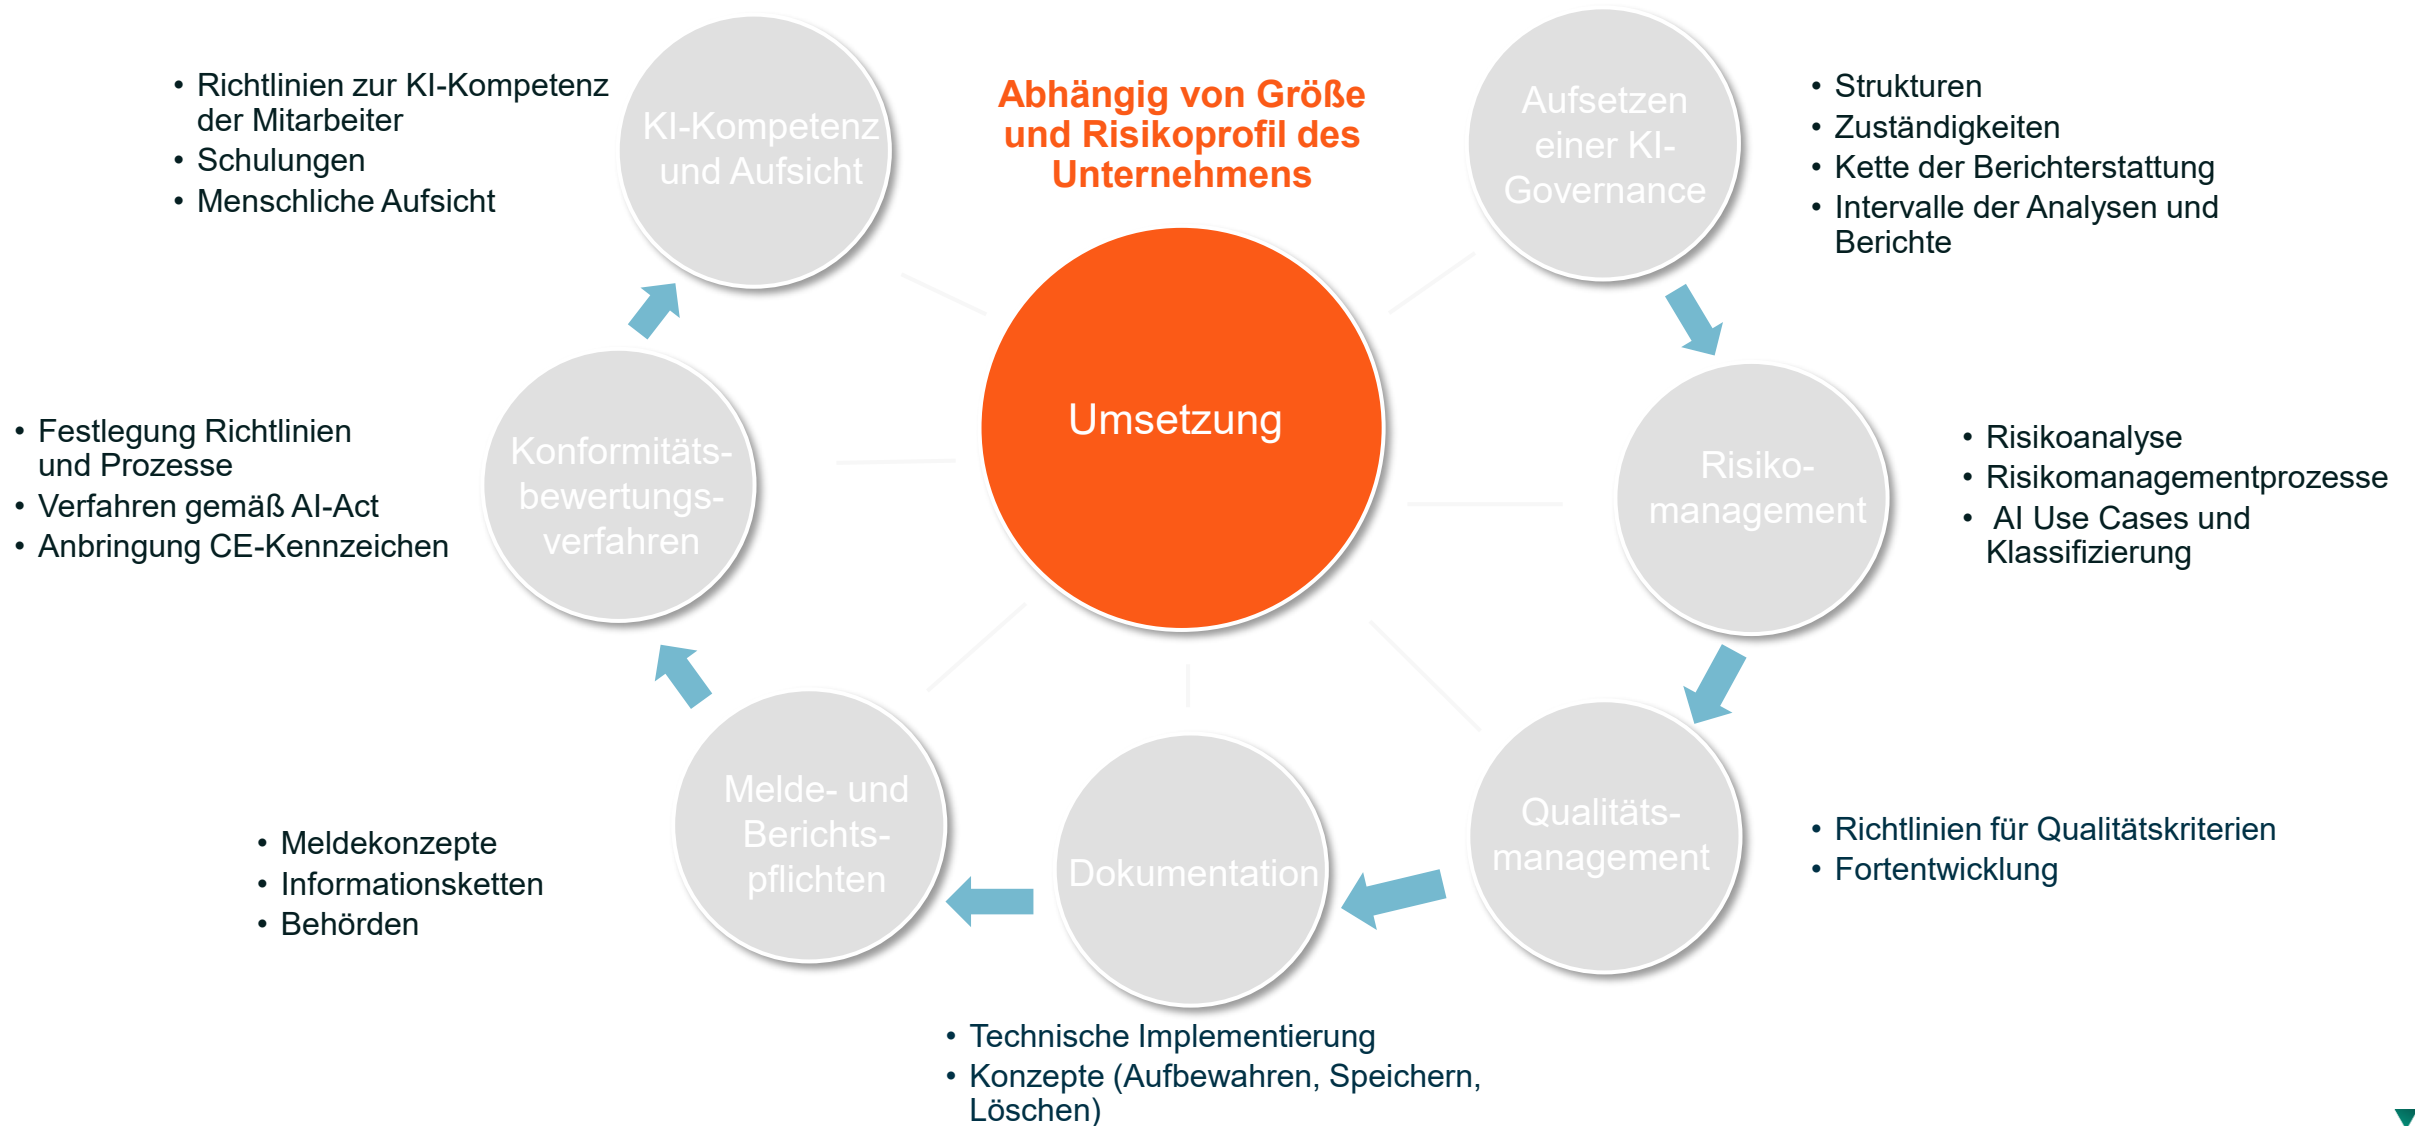 Abhängig von Größe
und Risikoprofil des
Unternehmens
Umsetzung
Aufsetzen
einer KI-
Governance
• Strukturen
• Zuständigkeiten
• Kette der Berichterstattung
• Intervalle der Analysen und
Berichte
Risiko-
management
• Risikoanalyse
• Risikomanagementprozesse
• AI Use Cases und
Klassifizierung
Qualitäts-
management
• Richtlinien für Qualitätskriterien
• Fortentwicklung
Dokumentation
• Technische Implementierung
• Konzepte (Aufbewahren, Speichern,
Löschen)
Melde- und
Berichts-
pflichten
• Meldekonzepte
• Informationsketten
• Behörden
Konformitäts-
bewertungs-
verfahren
• Festlegung Richtlinien
und Prozesse
• Verfahren gemäß AI-Act
• Anbringung CE-Kennzeichen
KI-Kompetenz
und Aufsicht
• Richtlinien zur KI-Kompetenz
der Mitarbeiter
• Schulungen
• Menschliche Aufsicht